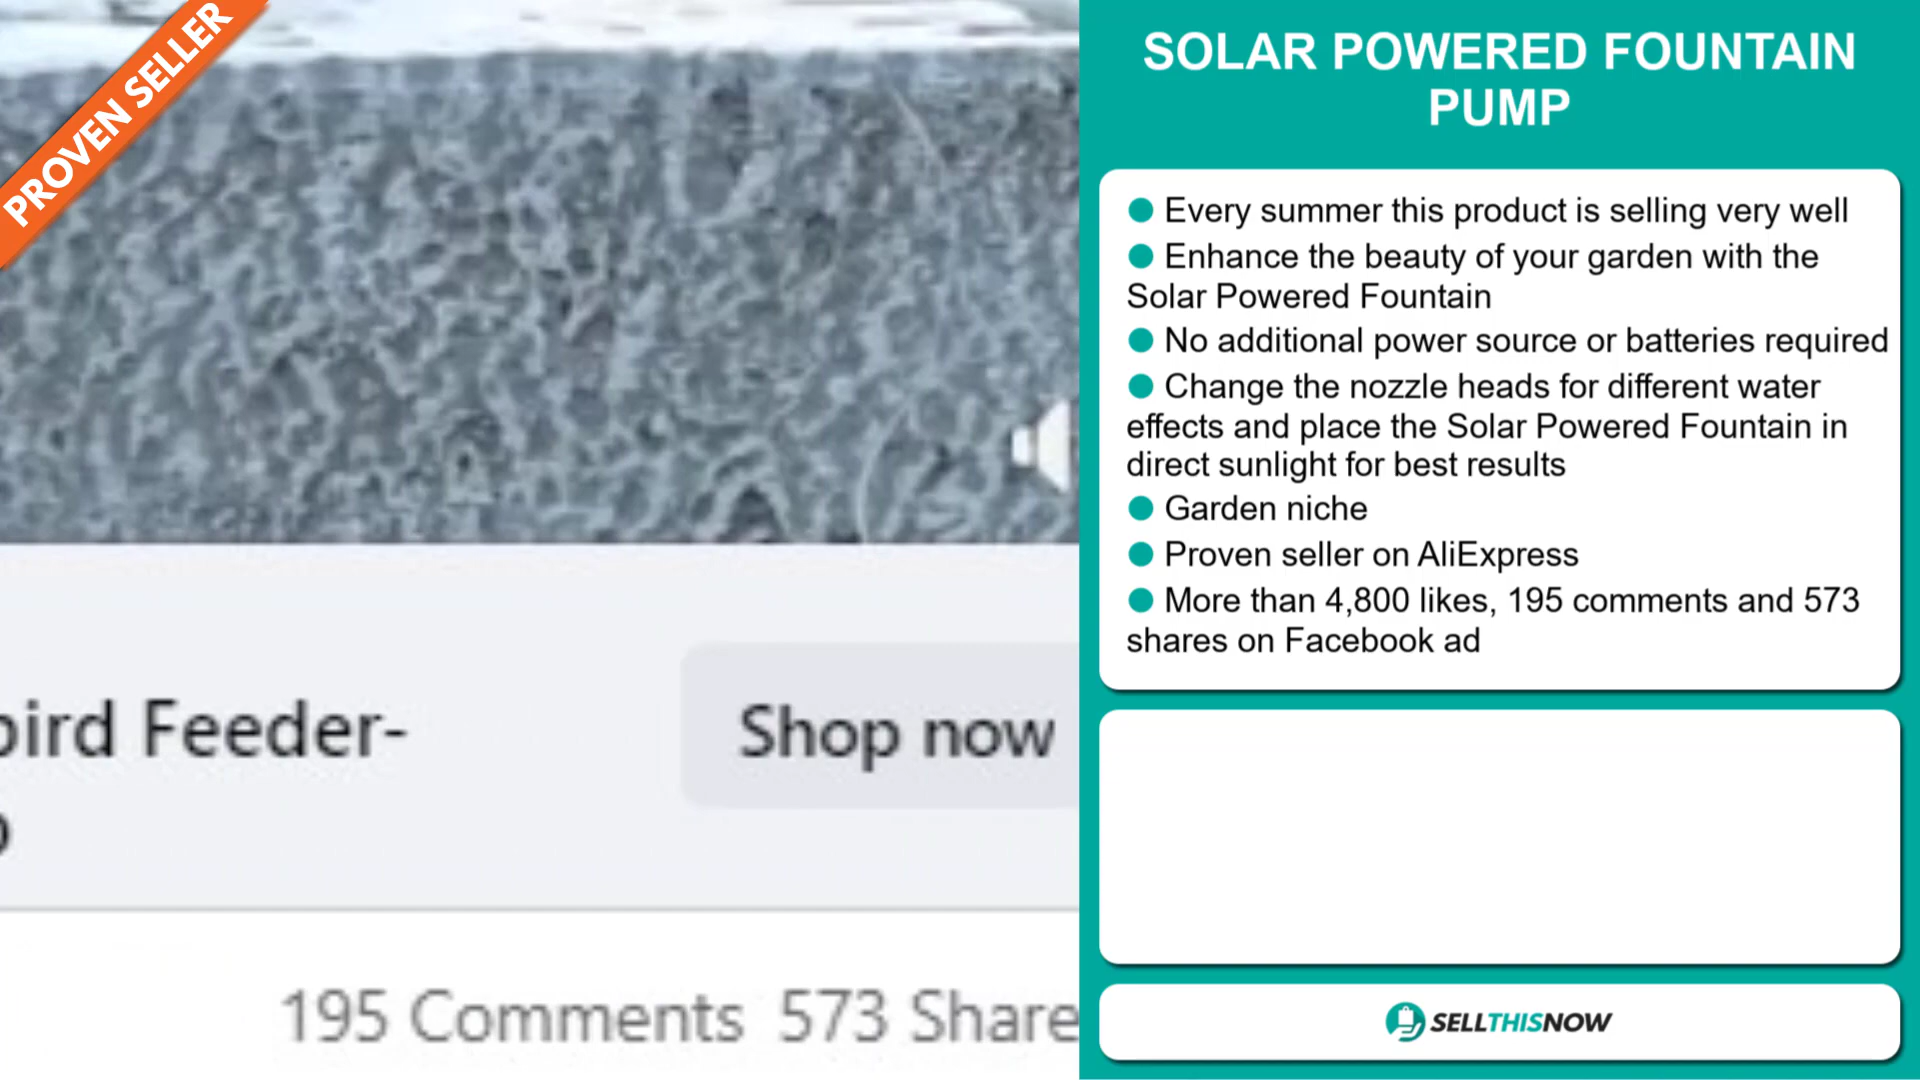 PROVEN SELLER
bird Feeder-
Shop now
195 Comments 573 Share
SOLAR POWERED FOUNTAIN
PUMP
● Every summer this product is selling very well
● Enhance the beauty of your garden with the
Solar Powered Fountain
● No additional power source or batteries required
● Change the nozzle heads for different water
effects and place the Solar Powered Fountain in
direct sunlight for best results
● Garden niche
● Proven seller on AliExpress
● More than 4,800 likes, 195 comments and 573
shares on Facebook ad
SELLTHISNOW